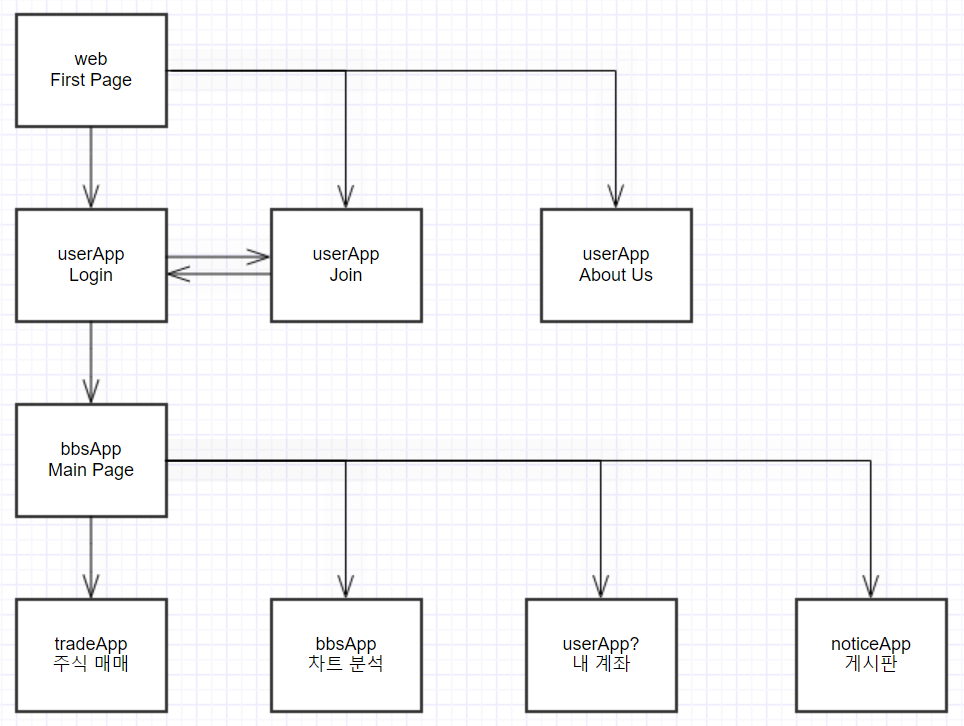 web
First Page
userApp
Login
userApp
Join
userApp
About Us
bbsApp
Main Page
tradeApp
주식 매매
bbsApp
차트 분석
userApp?
내 계좌
noticeApp
게시판